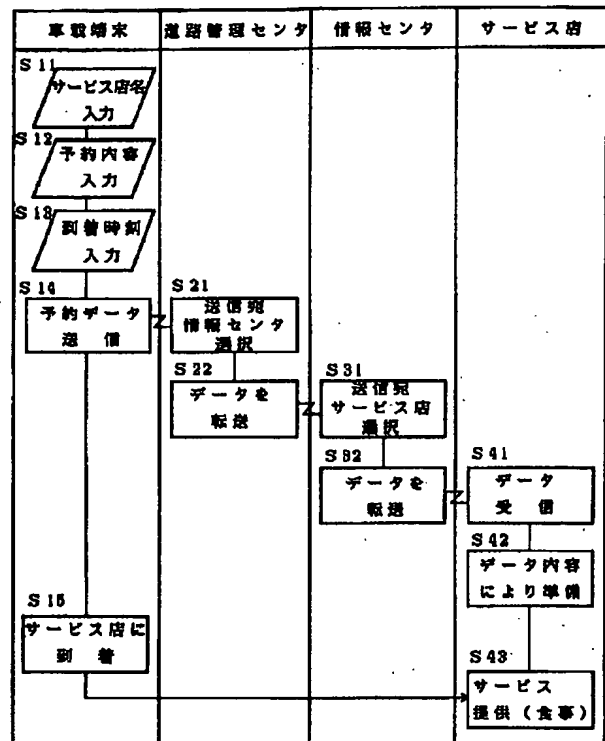 車載端末
道路管理センタ
情報センタ
サービス店
S11
サービス店名
入力
S12
予約内容
入力
S13
到着時刻
入力
S14
予約データ
送信
S21
送信宛
情報センタ
選択
S22
データを
転送
S31
送信宛
サービス店
選択
S32
データを
転送
S41
データ
受信
S42
データ内容
により準備
S15
サービス店に
到着
S43
サービス
提供(食事)